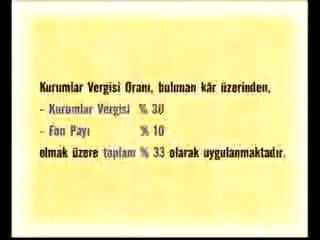 Kurumlar Vergisi Oranı, bulunan kâr üzerinden,
- Kurumlar Vergisi % 30
- Fon Payı % 10
olmak üzere toplam % 33 olarak uygulanmaktadır.